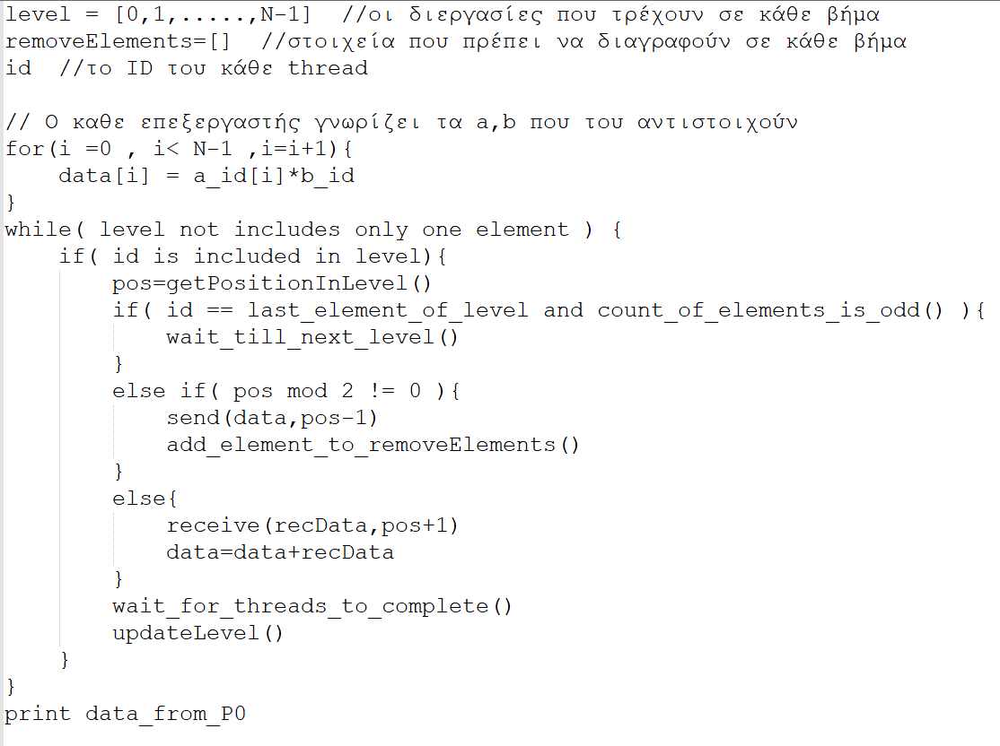 level = [0,1,.....,N-1]  //οι διεργασίες που τρέχουν σε κάθε βήμα
removeElements=[]  //στοιχεία που πρέπει να διαγραφούν σε κάθε βήμα
id  //το ID του κάθε thread
// Ο καθε επεξεργαστής γνωρίζει τα a,b που του αντιστοιχούν
for(i =0 , i< N-1 ,i=i+1){
    data[i] = a_id[i]*b_id
}
while( level not includes only one element ) {
    if( id is included in level){
        pos=getPositionInLevel()
        if( id == last_element_of_level and count_of_elements_is_odd() ){
            wait_till_next_level()
        }
        else if( pos mod 2 != 0 ){
            send(data,pos-1)
            add_element_to_removeElements()
        }
        else{
            receive(recData,pos+1)
            data=data+recData
        }
        wait_for_threads_to_complete()
        updateLevel()
    }
}
print data_from_P0